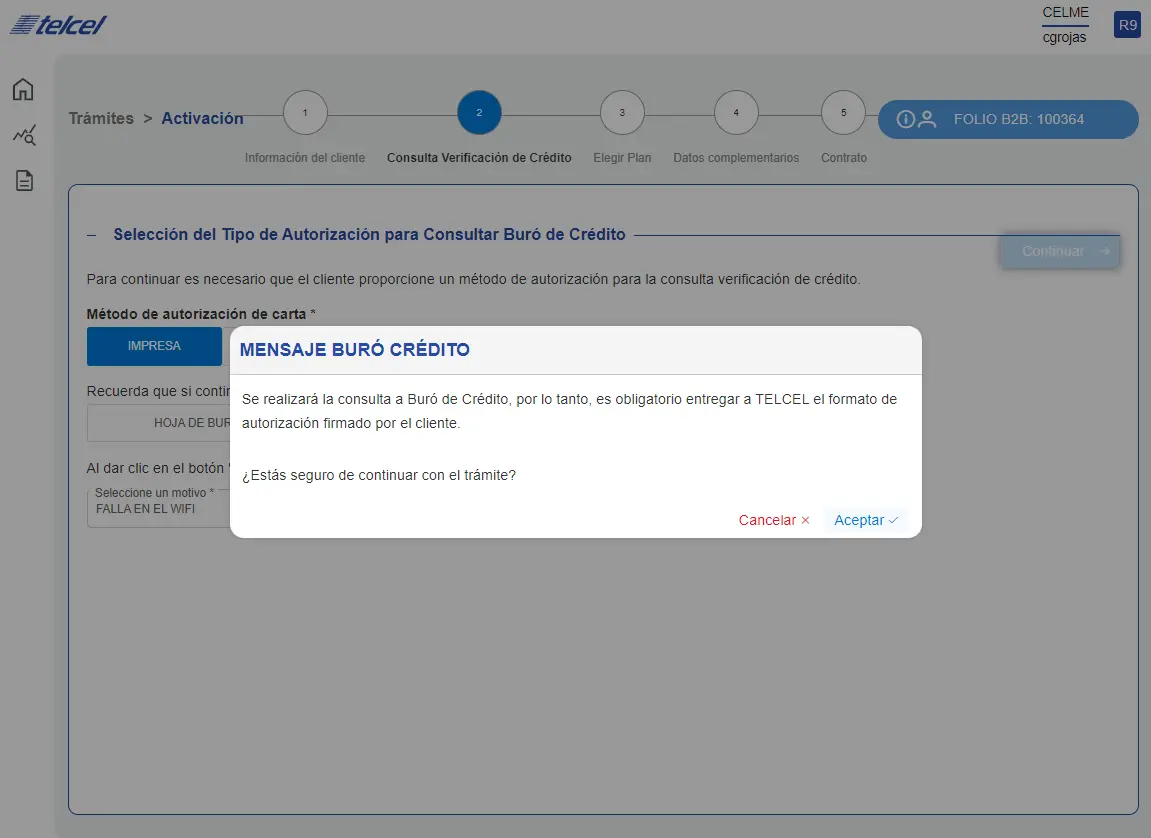 telcel
CELME
cgrojas
R9
Trámites > Activación
1
2
3
4
5
Información del cliente
Consulta Verificación de Crédito
Elegir Plan
Datos complementarios
Contrato
FOLIO B2B: 100364
Selección del Tipo de Autorización para Consultar Buró de Crédito
Continuar
Para continuar es necesario que el cliente proporcione un método de autorización para la consulta verificación de crédito.
Método de autorización de carta *
IMPRESA
MENSAJE BURÓ CRÉDITO
Recuerda que si
Se realizará la consulta a Buró de Crédito, por lo tanto, es obligatorio entregar a TELCEL el formato de
autorización firmado por el cliente.
HOJA DE
Al dar clic en el botón
¿Estás seguro de continuar con el trámite?
Seleccione un motivo *
FALLA EN EL WIFI
Cancelar
Aceptar